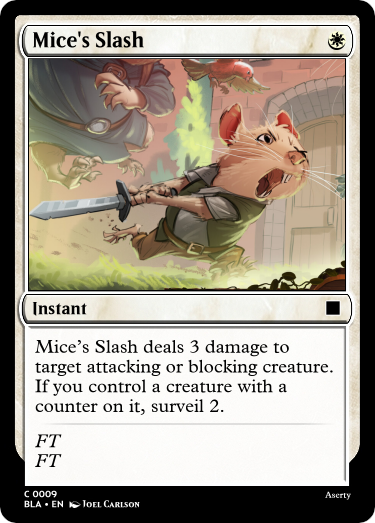 Mice's Slash
Instant
Mice's Slash deals 3 damage to
target attacking or blocking creature.
If you control a creature with a
counter on it, surveil 2.
FT
FT
C 0009
BLA • EN Joel Carlson
Aserty